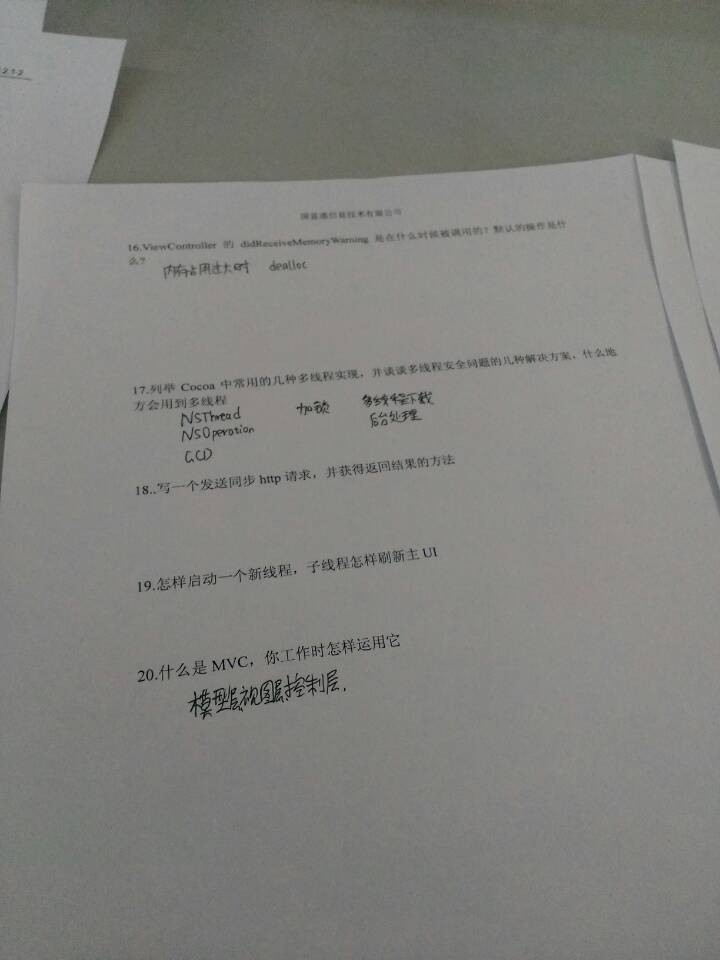 212
国富通信息技术有限公司
16.ViewController 的 didReceiveMemoryWarning 是在什么时候被调用的？默认的操作是什
么？
内存占用过大时 dealloc
17.列举 Cocoa 中常用的几种多线程实现，并谈谈多线程安全问题的几种解决方案，什么地
方会用到多线程
NSThread 加锁 多线程下载
NSOperation 后台处理
GCD
18..写一个发送同步 http 请求，并获得返回结果的方法
19.怎样启动一个新线程，子线程怎样刷新主 UI
20.什么是 MVC，你工作时怎样运用它
模型层视图层控制层.